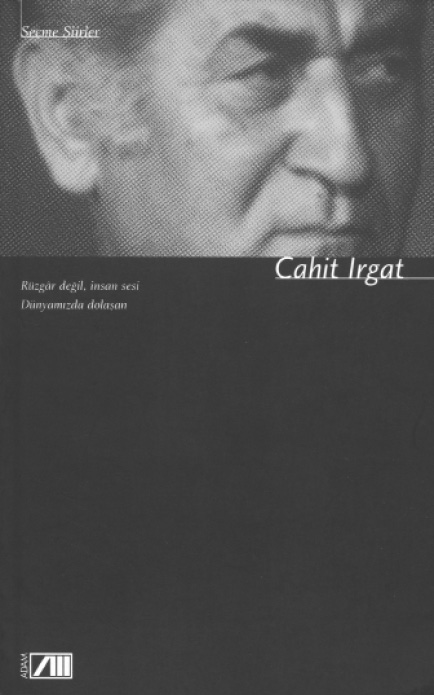 Seçme Şiirler
Cahit Irgat
Rüzgâr değil, insan sesi
Dünyamızda dolaşan
ADAM